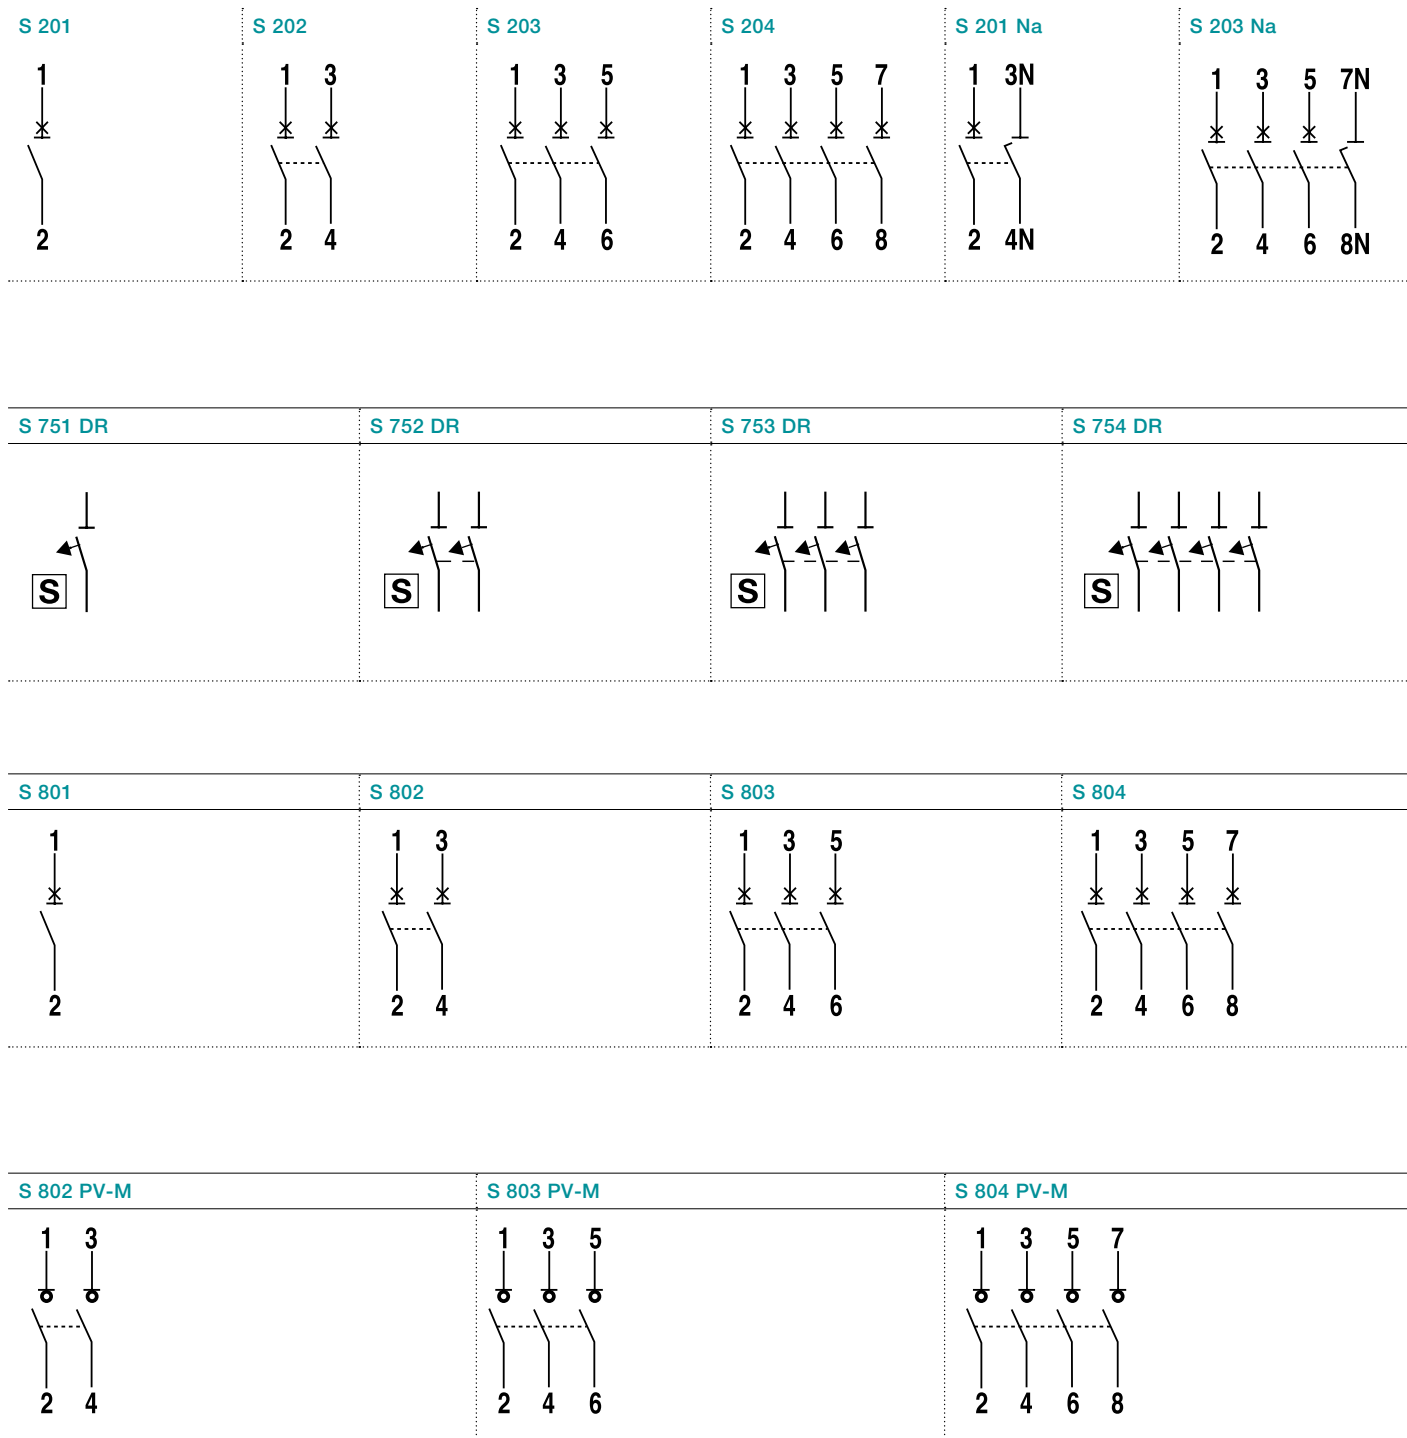 S 201 S 202 S 203 S 204 S 201 Na S 203 Na
1 1 3 1 3 5 1 3 5 7 1 3N 1 3 5 7N
2 2 4 2 4 6 2 4 6 8 2 4N 2 4 6 8N
S 751 DR S 752 DR S 753 DR S 754 DR
S S S S
S 801 S 802 S 803 S 804
1 1 3 1 3 5 1 3 5 7
2 2 4 2 4 6 2 4 6 8
S 802 PV-M S 803 PV-M S 804 PV-M
1 3 1 3 5 1 3 5 7
2 4 2 4 6 2 4 6 8